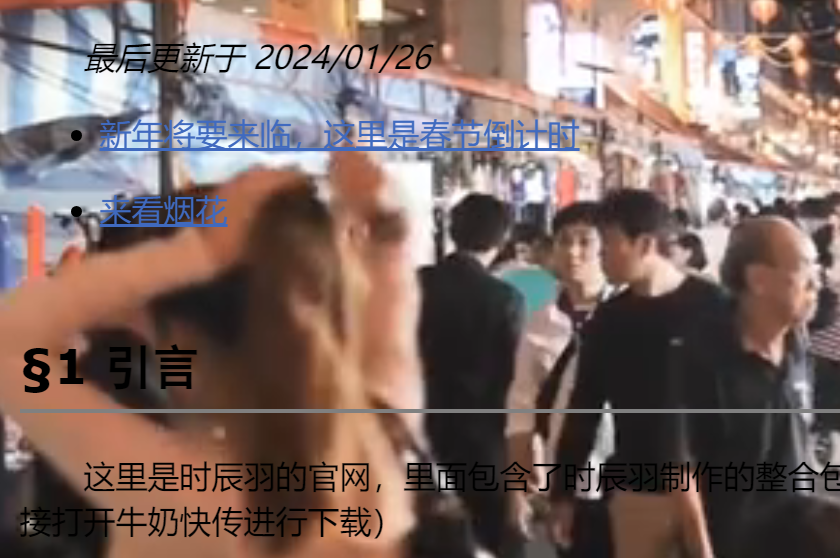 最后更新于 2024/01/26
新年将要来临，这里是春节倒计时
来看烟花
§1 引言
这里是时辰羽的官网，里面包含了时辰羽制作的整合包
接打开牛奶快传进行下载）